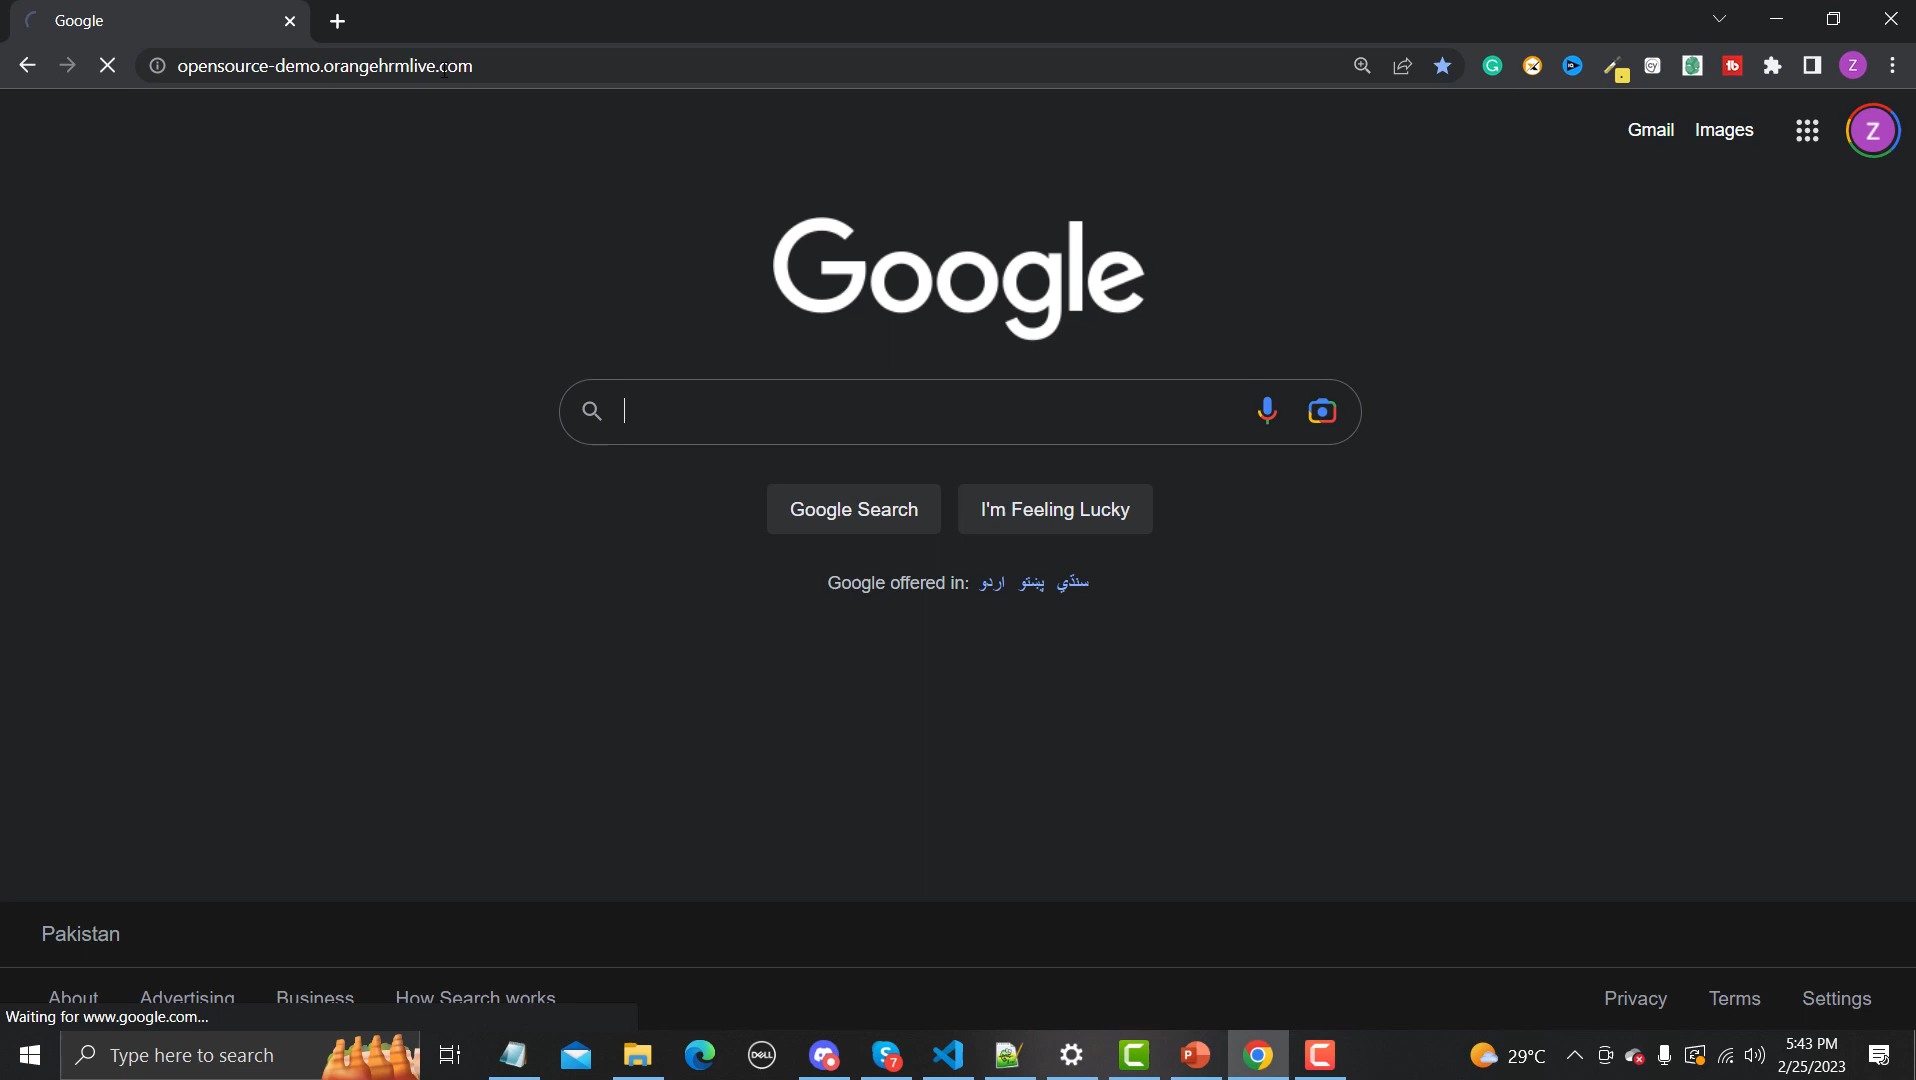 Google
opensource-demo.orangehrmlive.com
Z
Gmail
Images
Z
Google
Google Search
I'm Feeling Lucky
Google offered in: اردو پښتو سنڌي
Pakistan
About
Advertising
Business
How Search works
Privacy
Terms
Settings
Waiting for www.google.com...
Type here to search
DELL
7
29°C
5:43 PM
2/25/2023